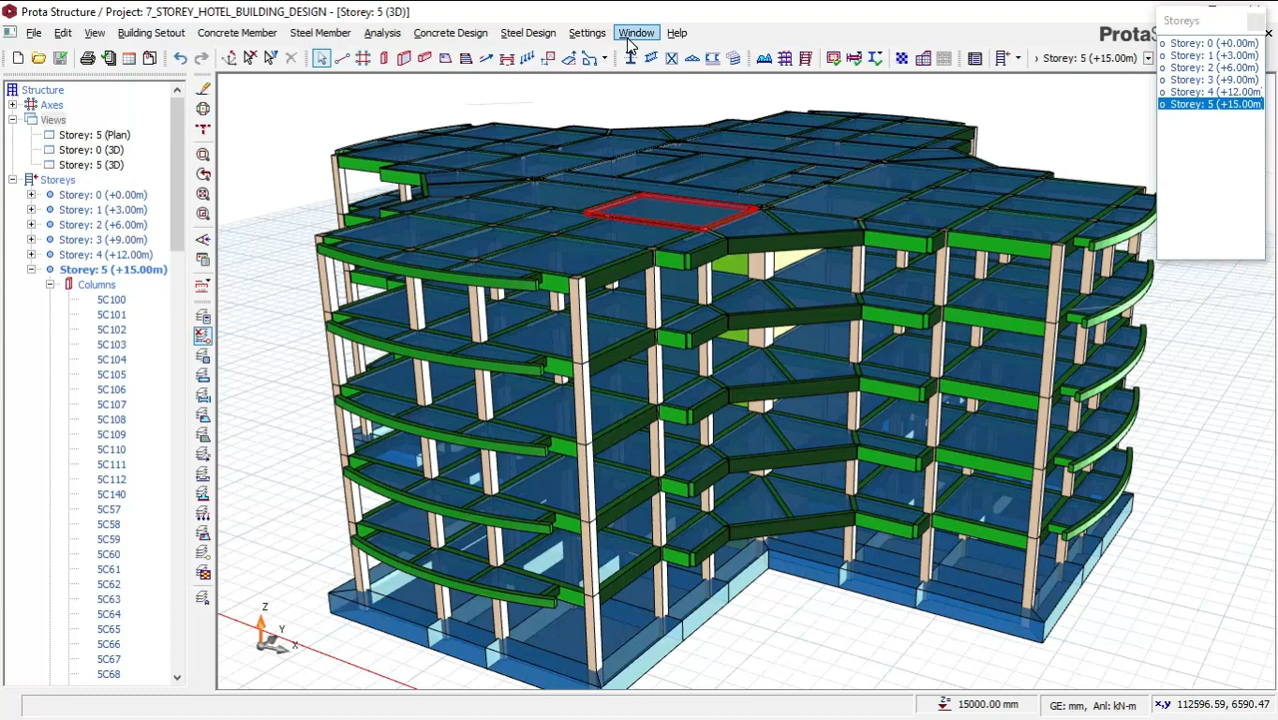 Prota Structure / Project: 7_STOREY_HOTEL_BUILDING_DESIGN - [Storey: 5 (3D)]
File Edit View Building Setout Concrete Member Steel Member Analysis Concrete Design Steel Design Settings Window Help
Storey: 5 (+15.00m)
Storeys
Storey: 0 (+0.00m)
Storey: 1 (+3.00m)
Storey: 2 (+6.00m)
Storey: 3 (+9.00m)
Storey: 4 (+12.00m
Storey: 5 (+15.00m
Structure
Axes
Views
Storey: 5 (Plan)
Storey: 0 (3D)
Storey: 5 (3D)
Storeys
Storey: 0 (+0.00m)
Storey: 1 (+3.00m)
Storey: 2 (+6.00m)
Storey: 3 (+9.00m)
Storey: 4 (+12.00m)
Storey: 5 (+15.00m)
Columns
5C100
5C101
5C102
5C103
5C104
5C105
5C106
5C107
5C108
5C109
5C110
5C111
5C112
5C140
5C57
5C58
5C59
5C60
5C61
5C62
5C63
5C64
5C65
5C66
5C67
5C68
Z
Y
X
Z= 15000.00 mm GE: mm, Anl: kN-m x,y 112596.59, 6590.47